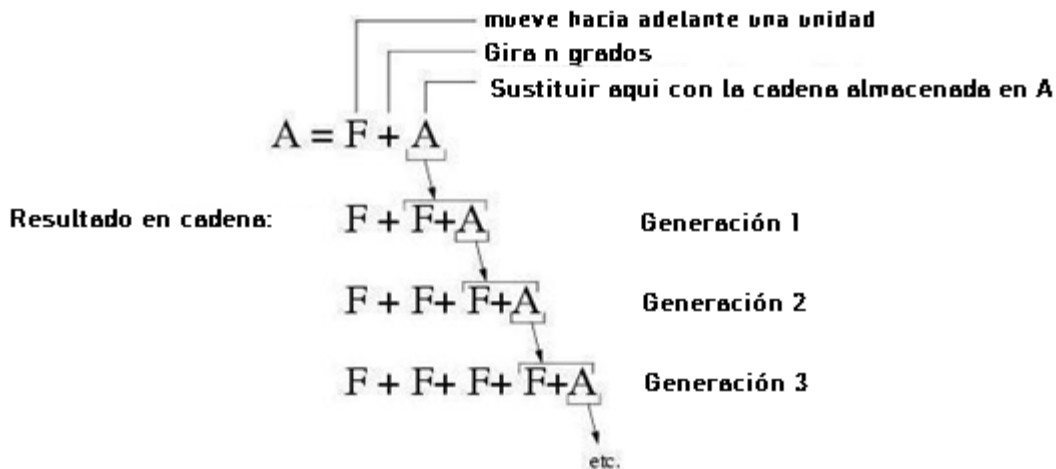 mueve hacia adelante una unidad
Gira n grados
Sustituir aqui con la cadena almacenada en A
A = F + A
Resultado en cadena: F + F+A Generación 1
F + F+ F+A Generación 2
F + F+ F+ F+A Generación 3
etc.